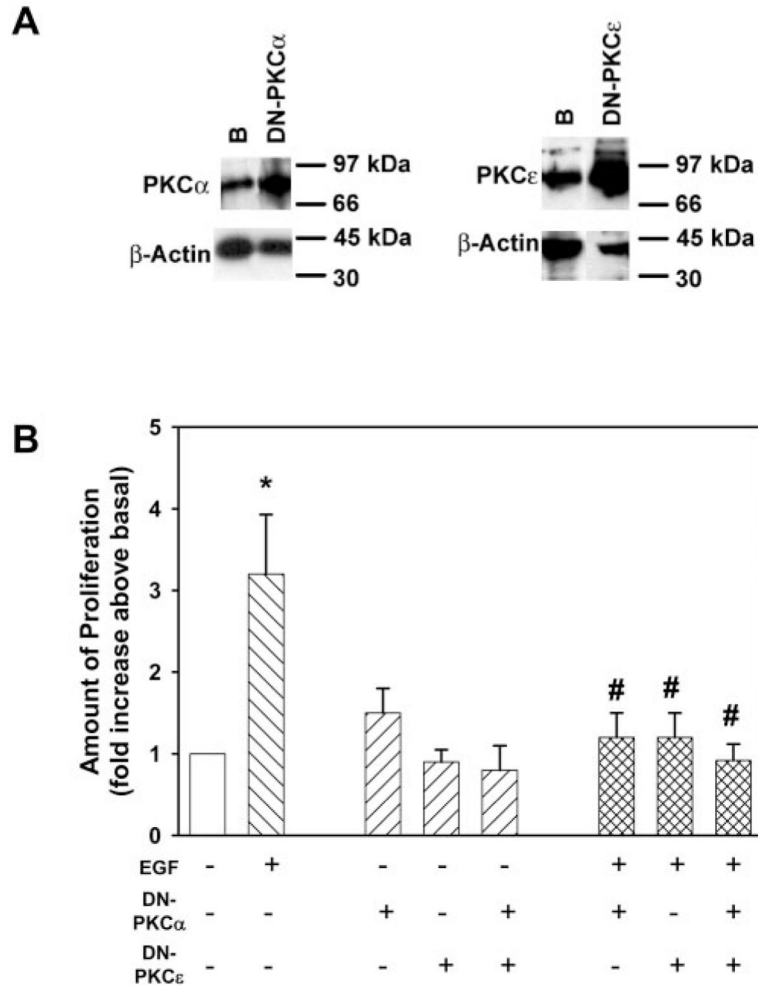 A
B DN-PKCα
PKCα 97 kDa
66
β-Actin 45 kDa
30
B DN-PKCε
PKCε 97 kDa
66
β-Actin 45 kDa
30
B
Amount of Proliferation
(fold increase above basal)
5
4
3
2
1
0
*
# # #
EGF - + - - - + + +
DN-
PKCα - - + - + + - +
DN-
PKCε - - - + + - + +